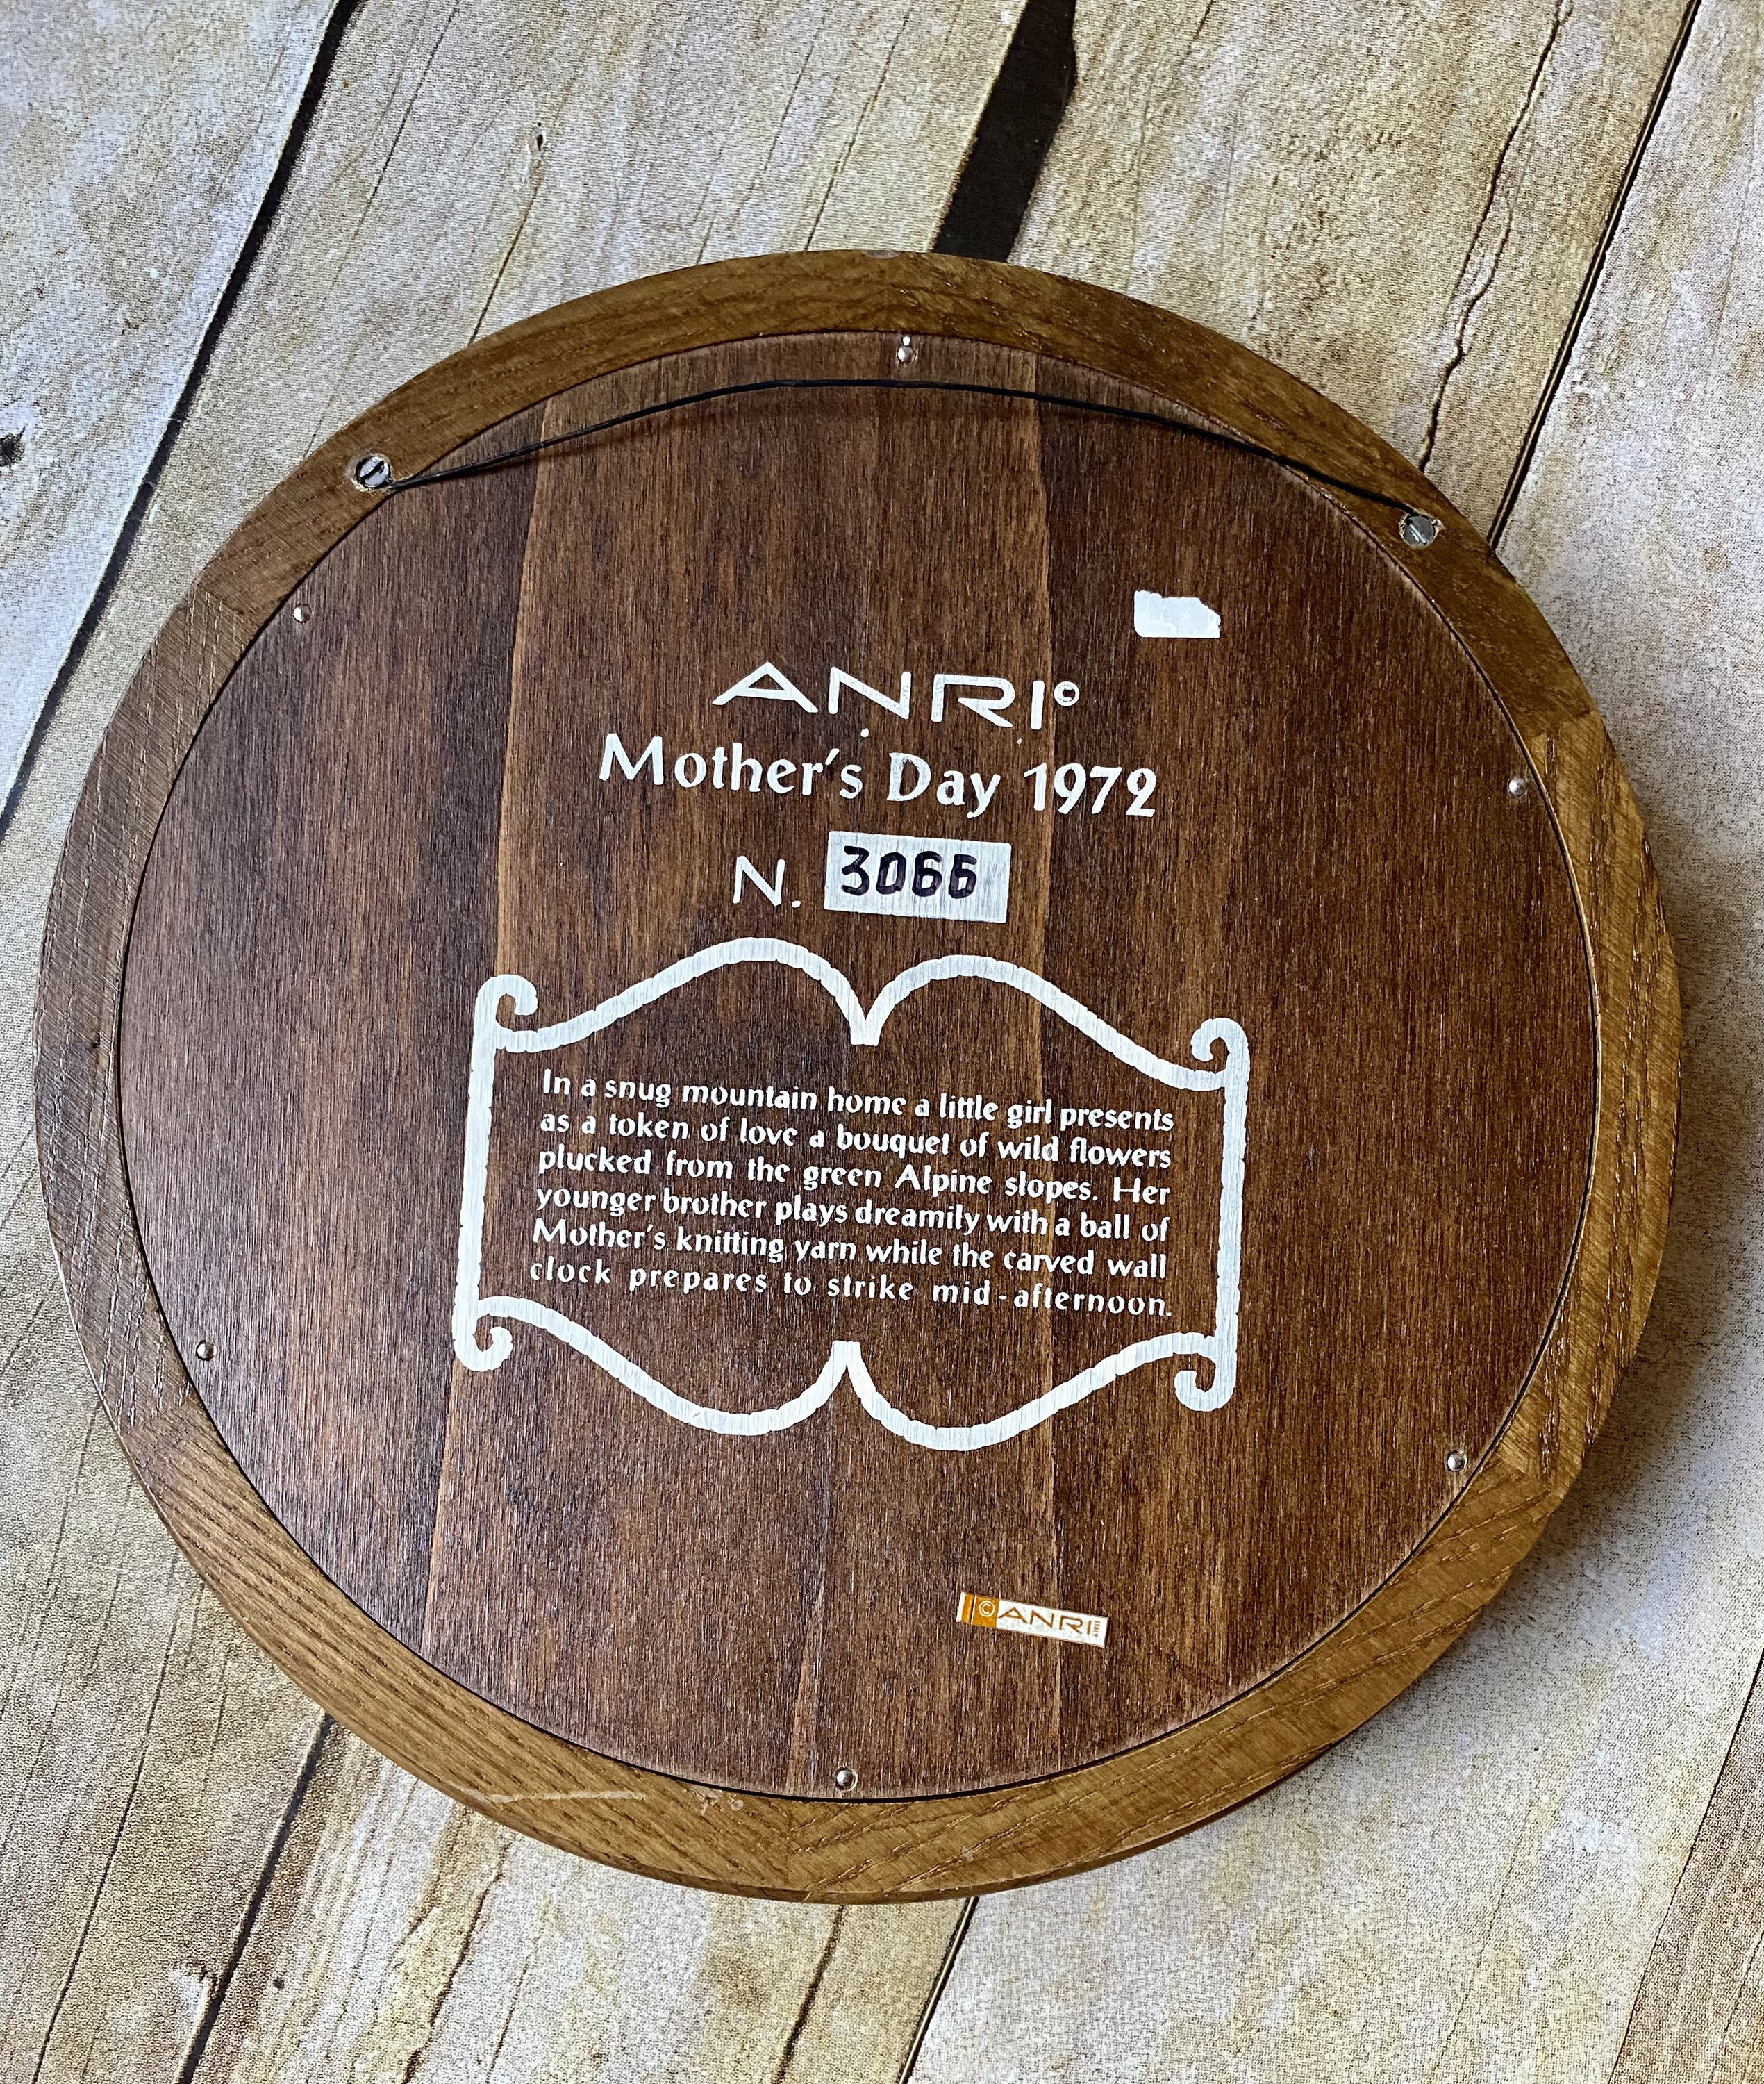 ANRI©
Mother's Day 1972
N. 3066
In a snug mountain home a little girl presents
as a token of love a bouquet of wild flowers
plucked from the green Alpine slopes. Her
younger brother plays dreamily with a ball of
Mother's knitting yarn while the carved wall
clock prepares to strike mid-afternoon.
© ANRI